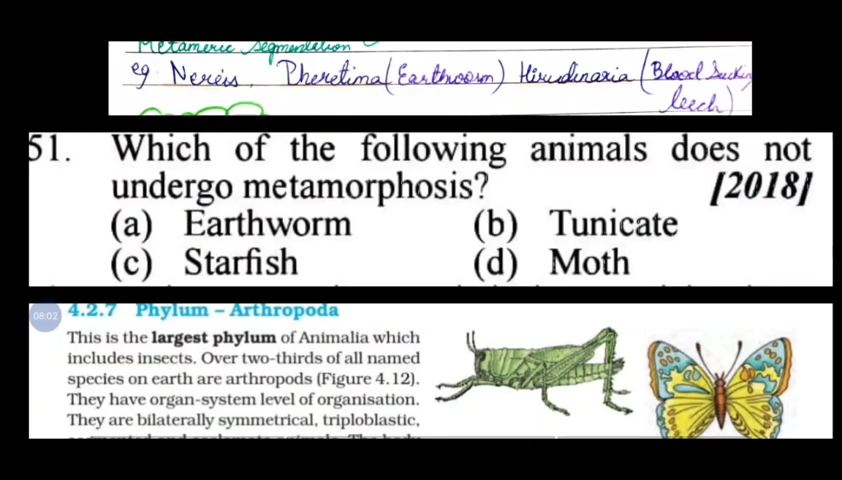 Metameric segmentation
eg. Nereis, Pheretima (Earthworm) Hirudinaria (Blood Sucking
leech)
51. Which of the following animals does not
undergo metamorphosis? [2018]
(a) Earthworm (b) Tunicate
(c) Starfish (d) Moth
08:02
4.2.7 Phylum – Arthropoda
This is the largest phylum of Animalia which
includes insects. Over two-thirds of all named
species on earth are arthropods (Figure 4.12).
They have organ-system level of organisation.
They are bilaterally symmetrical, triploblastic,